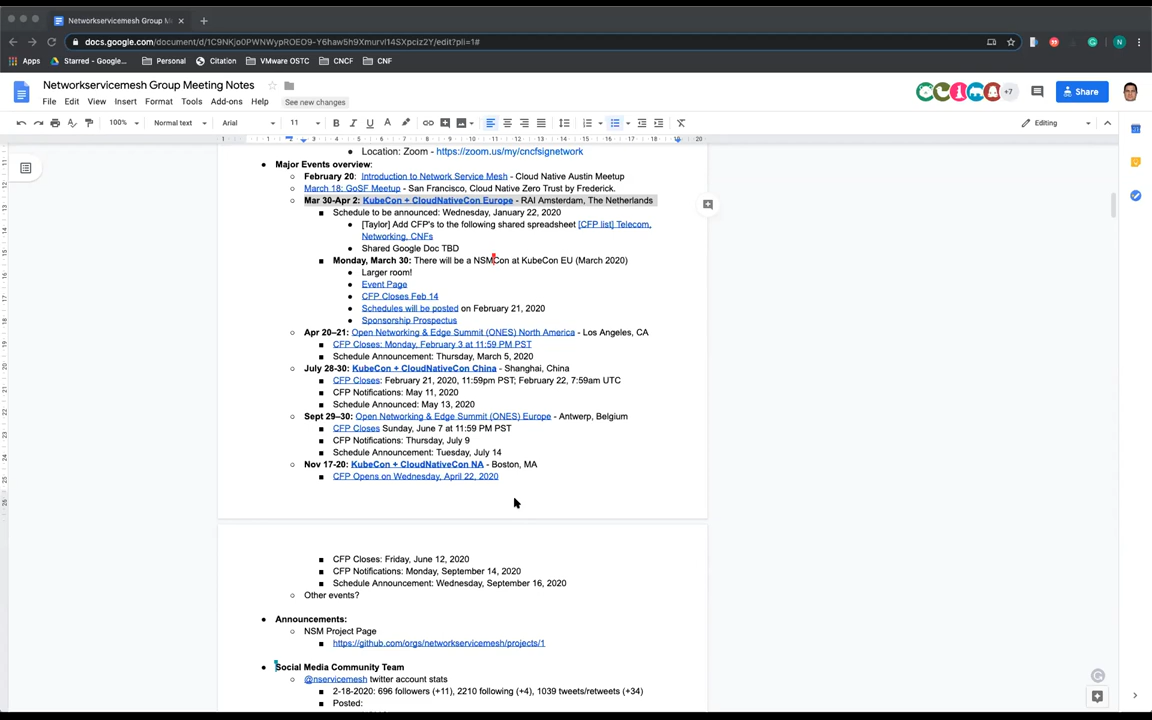 Networkservicemesh Group M
docs.google.com/document/d/1C9NKjo0PWNWypROEO9-Y6haw5h9Xmurvl14SXpciz2Y/edit?pli=1#
Apps Starred - Google... Personal Citation VMware OSTC CNCF CNF
Networkservicemesh Group Meeting Notes
File Edit View Insert Format Tools Add-ons Help See new changes
+7 Share
100% Normal text Arial 11 Editing
Location: Zoom - https://zoom.us/my/cncfsignetwork
Major Events overview:
February 20: Introduction to Network Service Mesh - Cloud Native Austin Meetup
March 18: GoSF Meetup - San Francisco, Cloud Native Zero Trust by Frederick.
Mar 30-Apr 2: KubeCon + CloudNativeCon Europe - RAI Amsterdam, The Netherlands
Schedule to be announced: Wednesday, January 22, 2020
[Taylor] Add CFP's to the following shared spreadsheet [CFP list] Telecom,
Networking, CNFs
Shared Google Doc TBD
Monday, March 30: There will be a NSMCon at KubeCon EU (March 2020)
Larger room!
Event Page
CFP Closes Feb 14
Schedules will be posted on February 21, 2020
Sponsorship Prospectus
Apr 20–21: Open Networking & Edge Summit (ONES) North America - Los Angeles, CA
CFP Closes: Monday, February 3 at 11:59 PM PST
Schedule Announcement: Thursday, March 5, 2020
July 28-30: KubeCon + CloudNativeCon China - Shanghai, China
CFP Closes: February 21, 2020, 11:59pm PST; February 22, 7:59am UTC
CFP Notifications: May 11, 2020
Schedule Announced: May 13, 2020
Sept 29–30: Open Networking & Edge Summit (ONES) Europe - Antwerp, Belgium
CFP Closes Sunday, June 7 at 11:59 PM PST
CFP Notifications: Thursday, July 9
Schedule Announcement: Tuesday, July 14
Nov 17-20: KubeCon + CloudNativeCon NA - Boston, MA
CFP Opens on Wednesday, April 22, 2020
CFP Closes: Friday, June 12, 2020
CFP Notifications: Monday, September 14, 2020
Schedule Announcement: Wednesday, September 16, 2020
Other events?
Announcements:
NSM Project Page
https://github.com/orgs/networkservicemesh/projects/1
Social Media Community Team
@nservicemesh twitter account stats
2-18-2020: 696 followers (+11), 2210 following (+4), 1039 tweets/retweets (+34)
Posted: